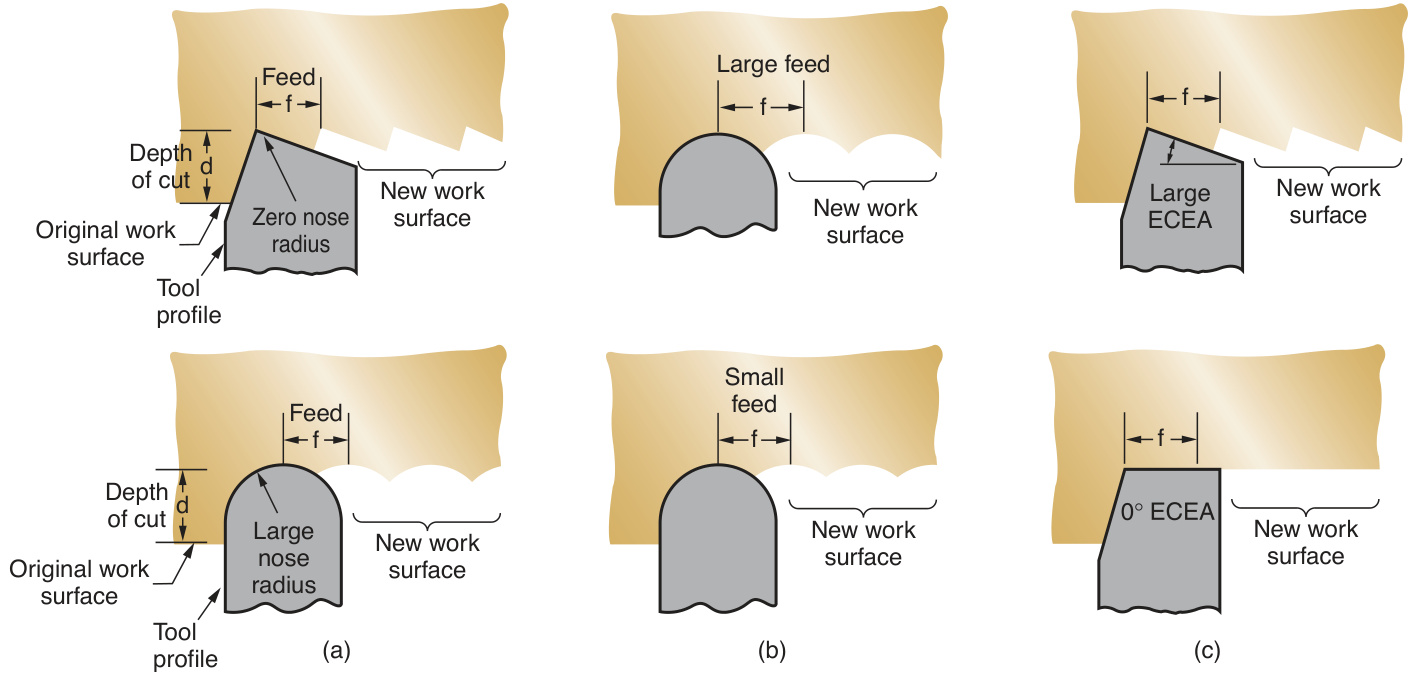 Feed
f
Depth
of cut
d
Original work
surface
Tool
profile
Zero nose
radius
New work
surface
Large feed
f
New work
surface
f
Large
ECEA
New work
surface
Feed
f
Depth
of cut
d
Original work
surface
Tool
profile
Large
nose
radius
New work
surface
(a)
Small
feed
f
New work
surface
(b)
f
0° ECEA
New work
surface
(c)